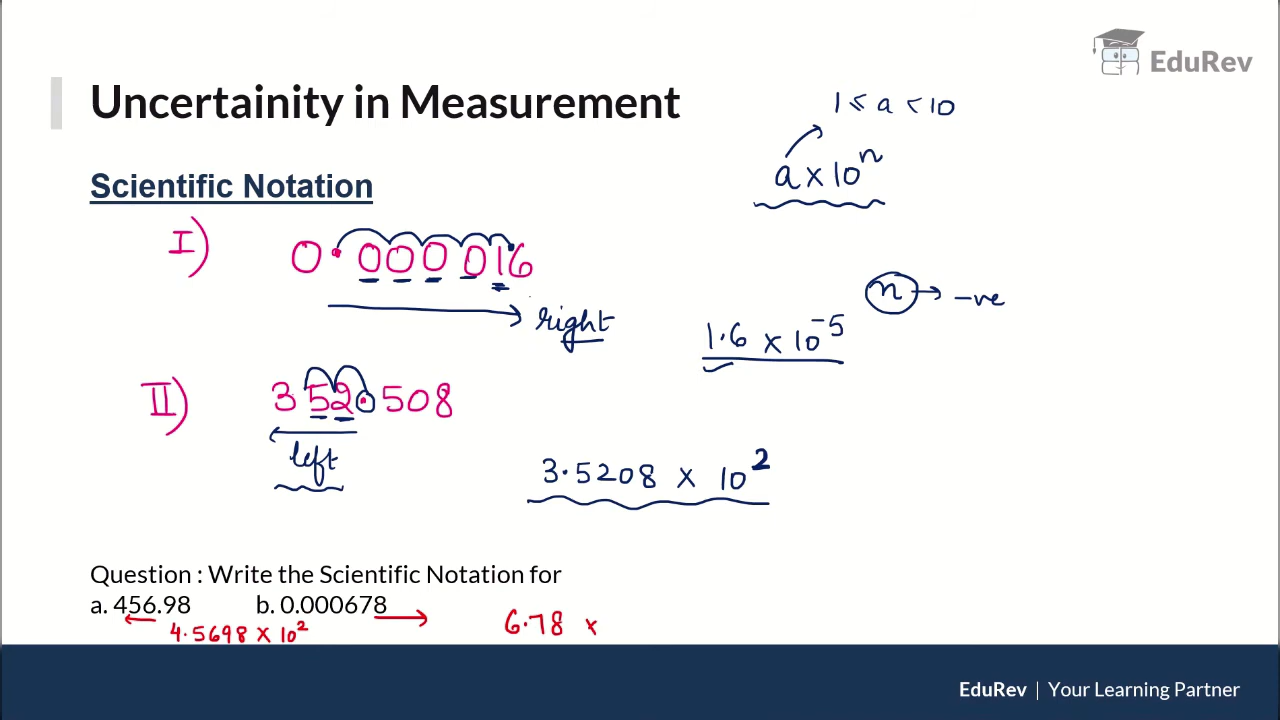 EduRev
Uncertainity in Measurement
1 ≤ a < 10
a × 10ⁿ
Scientific Notation
I) 0.000016
right
n → -ve
1.6 × 10⁻⁵
II) 352.508
left
3.5208 × 10²
Question : Write the Scientific Notation for
a. 456.98 b. 0.000678
4.5698 × 10² 6.78 ×
EduRev | Your Learning Partner